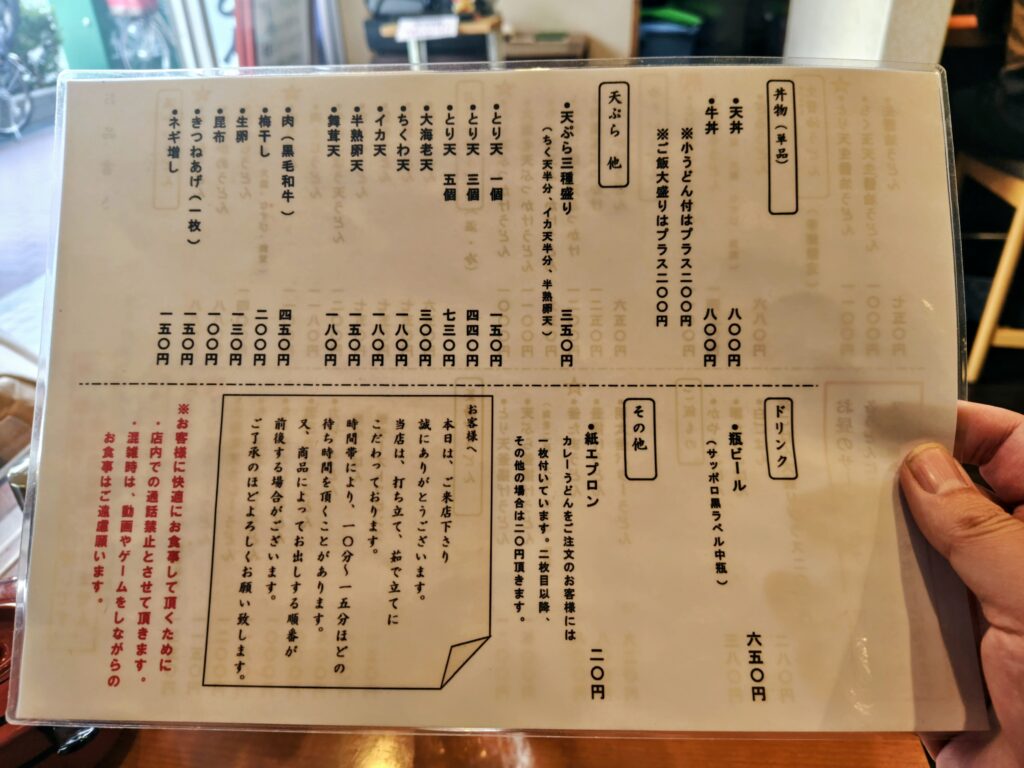 丼物（単品）
●天丼 八〇〇円
●牛丼 八〇〇円
※小うどん付はプラス二〇〇円
※ご飯大盛りはプラス二〇〇円
天ぷら 他
●天ぷら三種盛り 三五〇円
（ちく天半分、イカ天半分、半熟卵天）
●とり天 一個 一五〇円
●とり天 三個 四四〇円
●とり天 五個 七三〇円
●大海老天 三〇〇円
●ちくわ天 一八〇円
●イカ天 一八〇円
●半熟卵天 一五〇円
●舞茸天 一八〇円
●肉（黒毛和牛） 四五〇円
●梅干し 二〇〇円
●生卵 一三〇円
●昆布 一〇〇円
●きつねあげ（一枚） 一五〇円
●ネギ増し 一五〇円
ドリンク
●瓶ビール 六五〇円
（サッポロ黒ラベル中瓶）
その他
●紙エプロン 二〇円
カレーうどんをご注文のお客様には
一枚付いています。二枚目以降、
その他の場合は二〇円頂きます。
お客様へ
本日は、ご来店下さり
誠にありがとうございます。
当店は、打ち立て、茹で立てに
こだわっております。
時間帯により、一〇分～一五分ほどの
待ち時間を頂くことがあります。
又、商品によってお出しする順番が
前後する場合がございます。
ご了承のほどよろしくお願い致します。
※お客様に快適にお食事して頂くために
・店内での通話禁止とさせて頂きます。
・混雑時は、動画やゲームをしながらの
お食事はご遠慮願います。